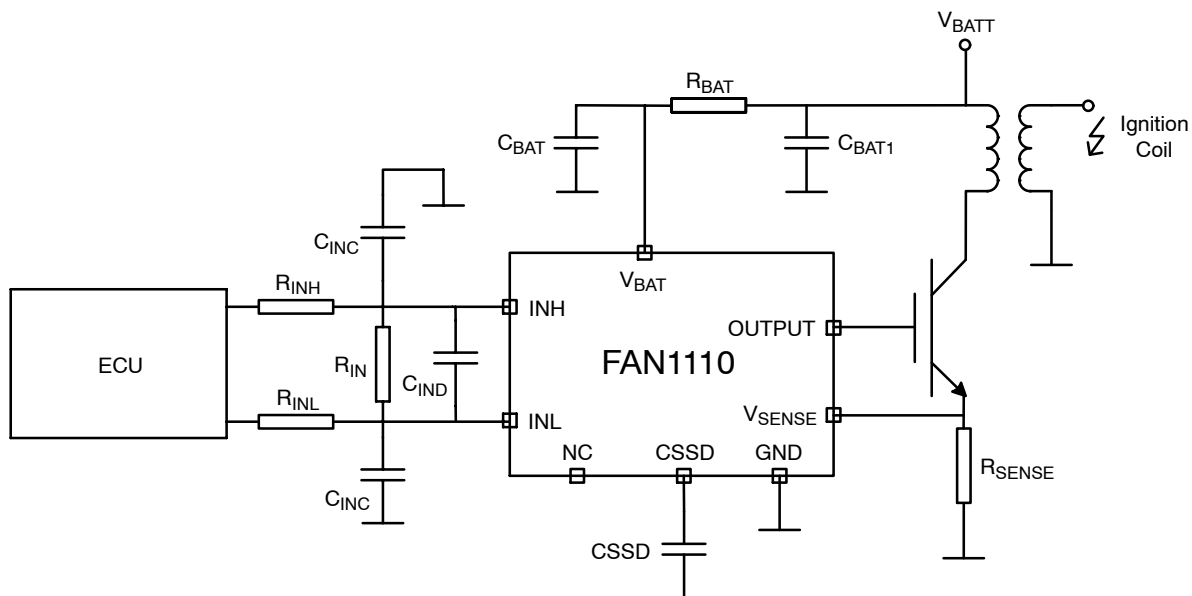 VBATT
RBAT
Ignition
Coil
CBAT
CBAT1
CINC
VBAT
RINH
INH
OUTPUT
ECU
RIN
CIND
FAN1110
RINL
INL
VSENSE
NC
CSSD
GND
RSENSE
CINC
CSSD